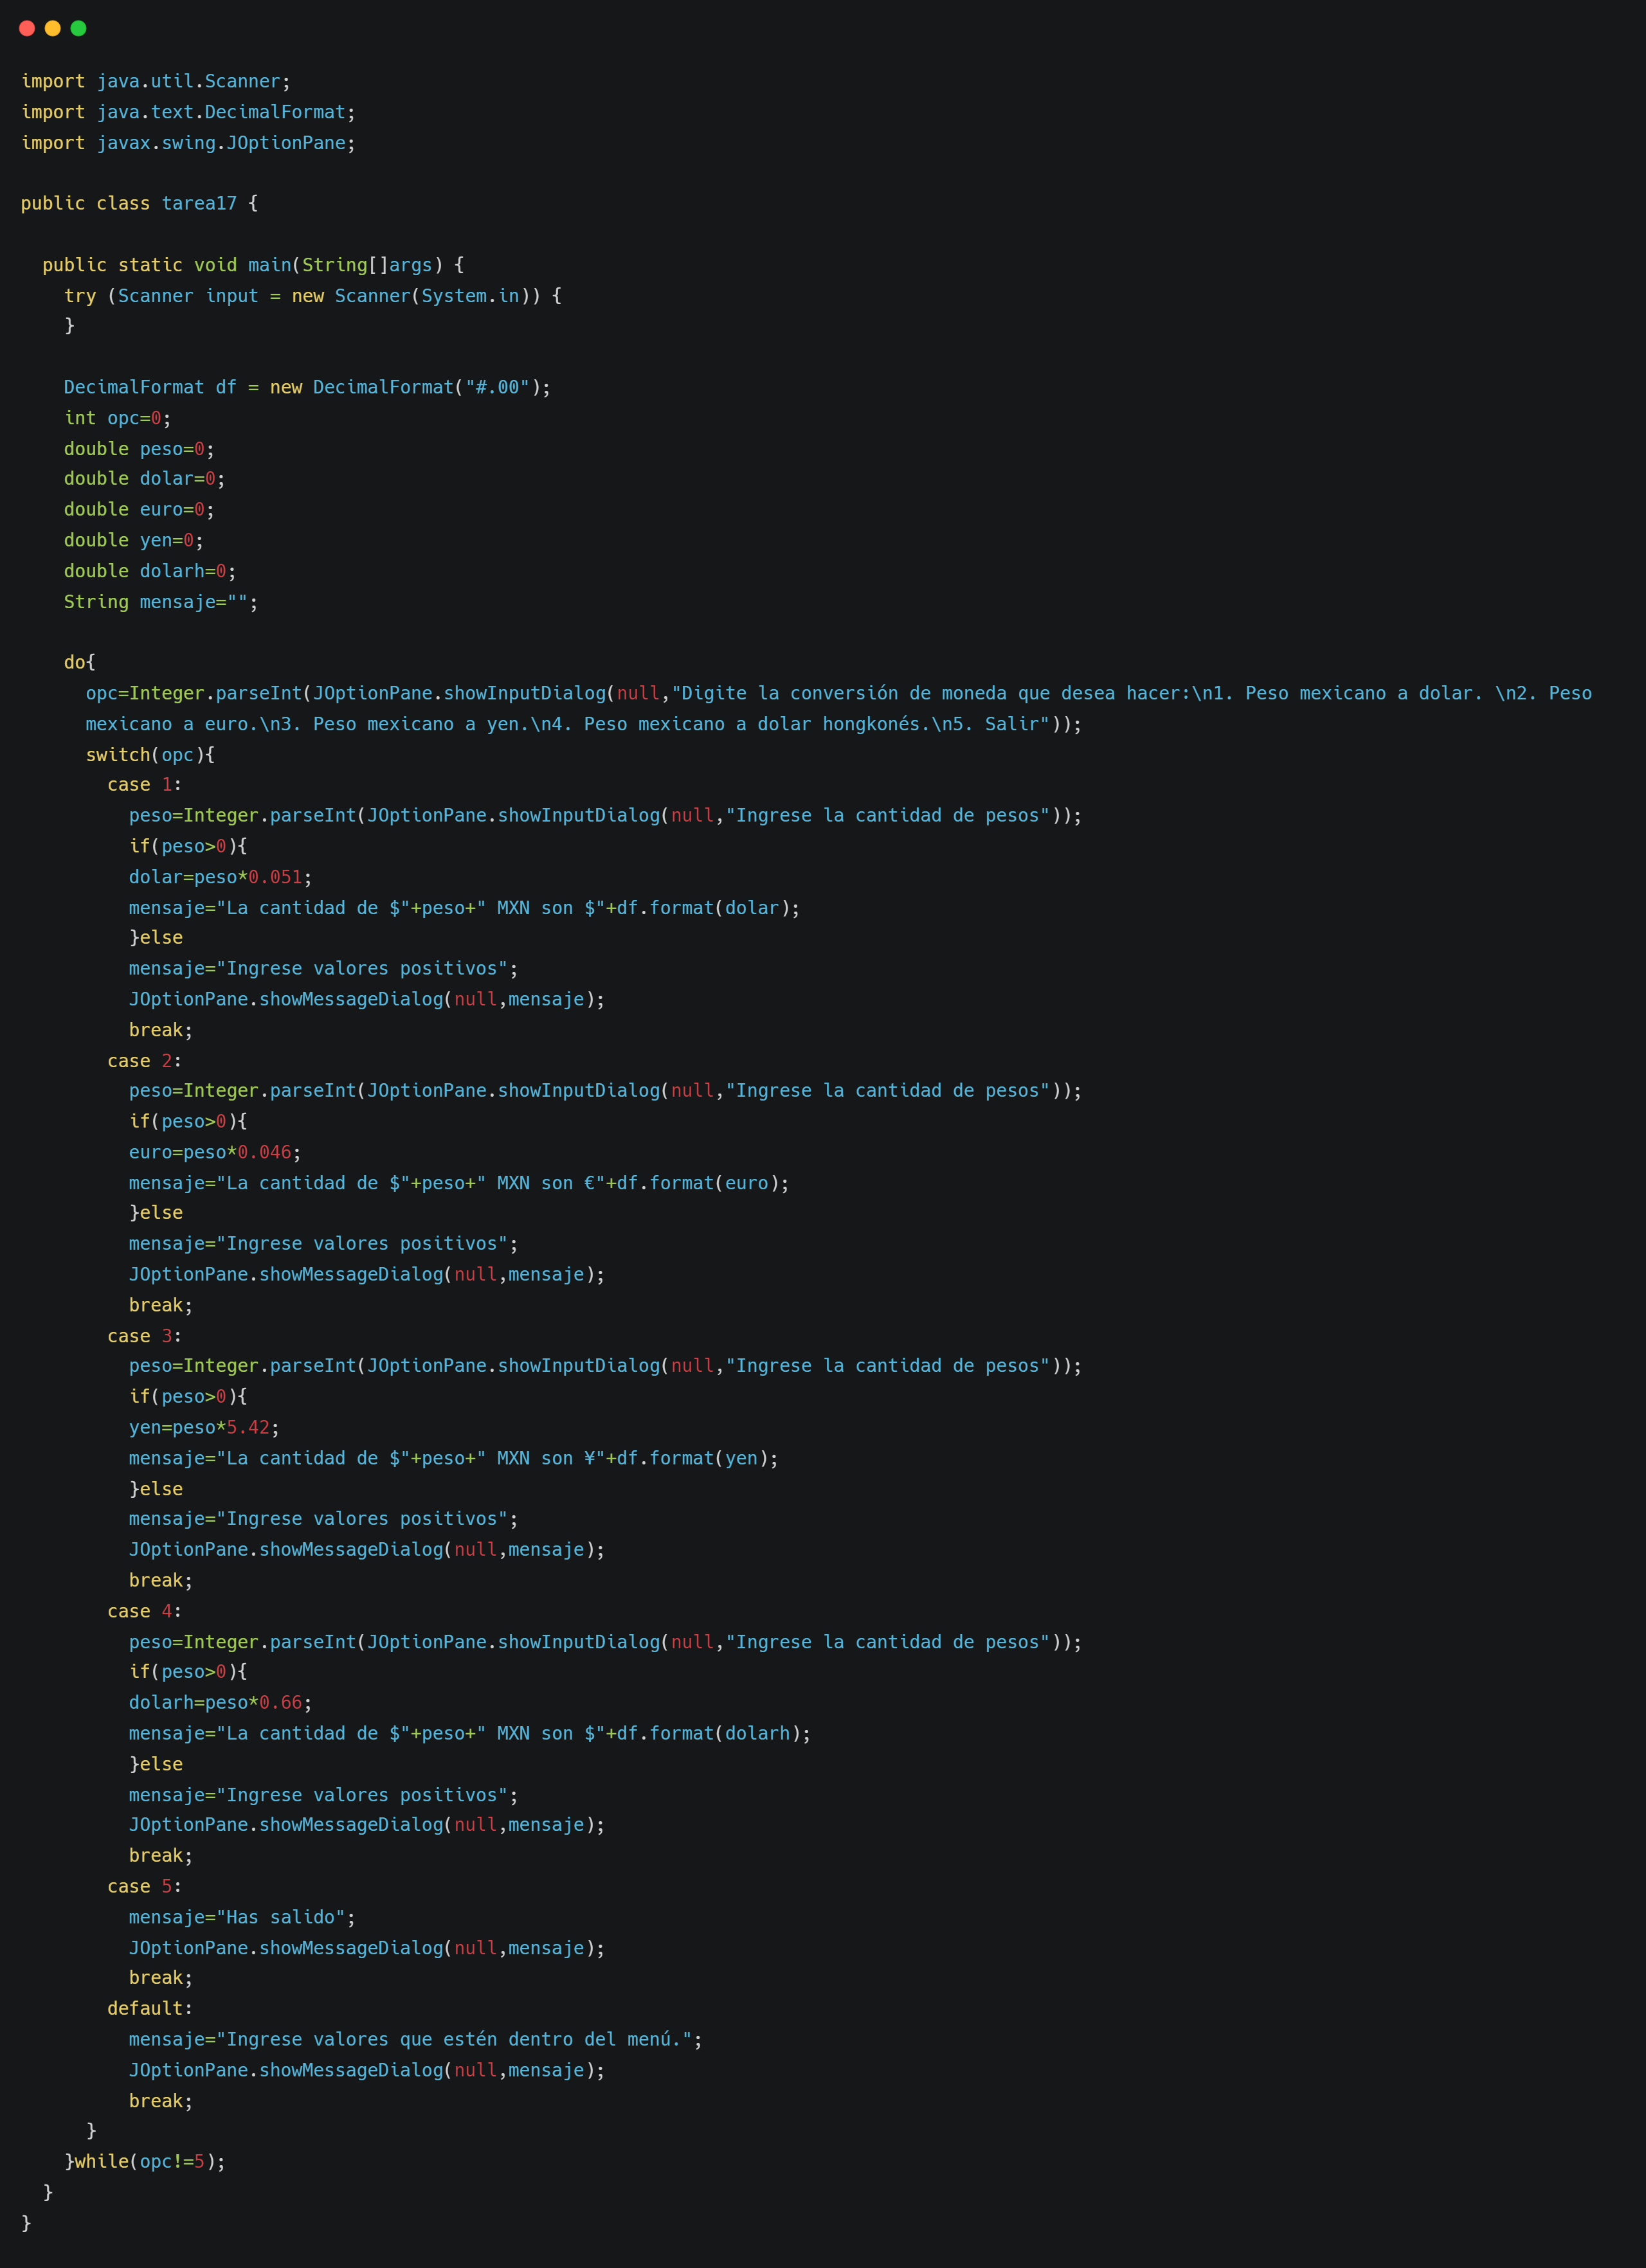 import java.util.Scanner;
import java.text.DecimalFormat;
import javax.swing.JOptionPane;

public class tarea17 {

  public static void main(String[]args) {
    try (Scanner input = new Scanner(System.in)) {
    }

    DecimalFormat df = new DecimalFormat("#.00");
    int opc=0;
    double peso=0;
    double dolar=0;
    double euro=0;
    double yen=0;
    double dolarh=0;
    String mensaje="";

    do{
      opc=Integer.parseInt(JOptionPane.showInputDialog(null,"Digite la conversión de moneda que desea hacer:\n1. Peso mexicano a dolar. \n2. Peso
      mexicano a euro.\n3. Peso mexicano a yen.\n4. Peso mexicano a dolar hongkonés.\n5. Salir"));
      switch(opc){
        case 1:
          peso=Integer.parseInt(JOptionPane.showInputDialog(null,"Ingrese la cantidad de pesos"));
          if(peso>0){
          dolar=peso*0.051;
          mensaje="La cantidad de $"+peso+" MXN son $"+df.format(dolar);
          }else
          mensaje="Ingrese valores positivos";
          JOptionPane.showMessageDialog(null,mensaje);
          break;
        case 2:
          peso=Integer.parseInt(JOptionPane.showInputDialog(null,"Ingrese la cantidad de pesos"));
          if(peso>0){
          euro=peso*0.046;
          mensaje="La cantidad de $"+peso+" MXN son €"+df.format(euro);
          }else
          mensaje="Ingrese valores positivos";
          JOptionPane.showMessageDialog(null,mensaje);
          break;
        case 3:
          peso=Integer.parseInt(JOptionPane.showInputDialog(null,"Ingrese la cantidad de pesos"));
          if(peso>0){
          yen=peso*5.42;
          mensaje="La cantidad de $"+peso+" MXN son ¥"+df.format(yen);
          }else
          mensaje="Ingrese valores positivos";
          JOptionPane.showMessageDialog(null,mensaje);
          break;
        case 4:
          peso=Integer.parseInt(JOptionPane.showInputDialog(null,"Ingrese la cantidad de pesos"));
          if(peso>0){
          dolarh=peso*0.66;
          mensaje="La cantidad de $"+peso+" MXN son $"+df.format(dolarh);
          }else
          mensaje="Ingrese valores positivos";
          JOptionPane.showMessageDialog(null,mensaje);
          break;
        case 5:
          mensaje="Has salido";
          JOptionPane.showMessageDialog(null,mensaje);
          break;
        default:
          mensaje="Ingrese valores que estén dentro del menú.";
          JOptionPane.showMessageDialog(null,mensaje);
          break;
      }
    }while(opc!=5);
  }
}